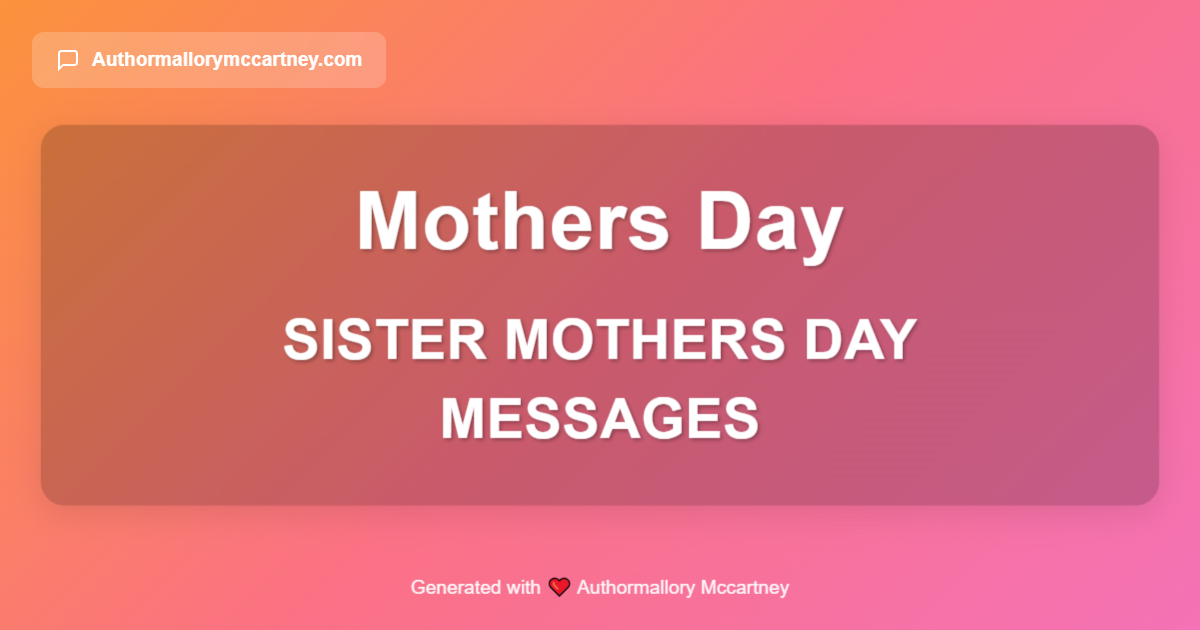 Authormallorymccartney.com
Mothers Day
SISTER MOTHERS DAY
MESSAGES
Generated with ❤️ Authormallory Mccartney